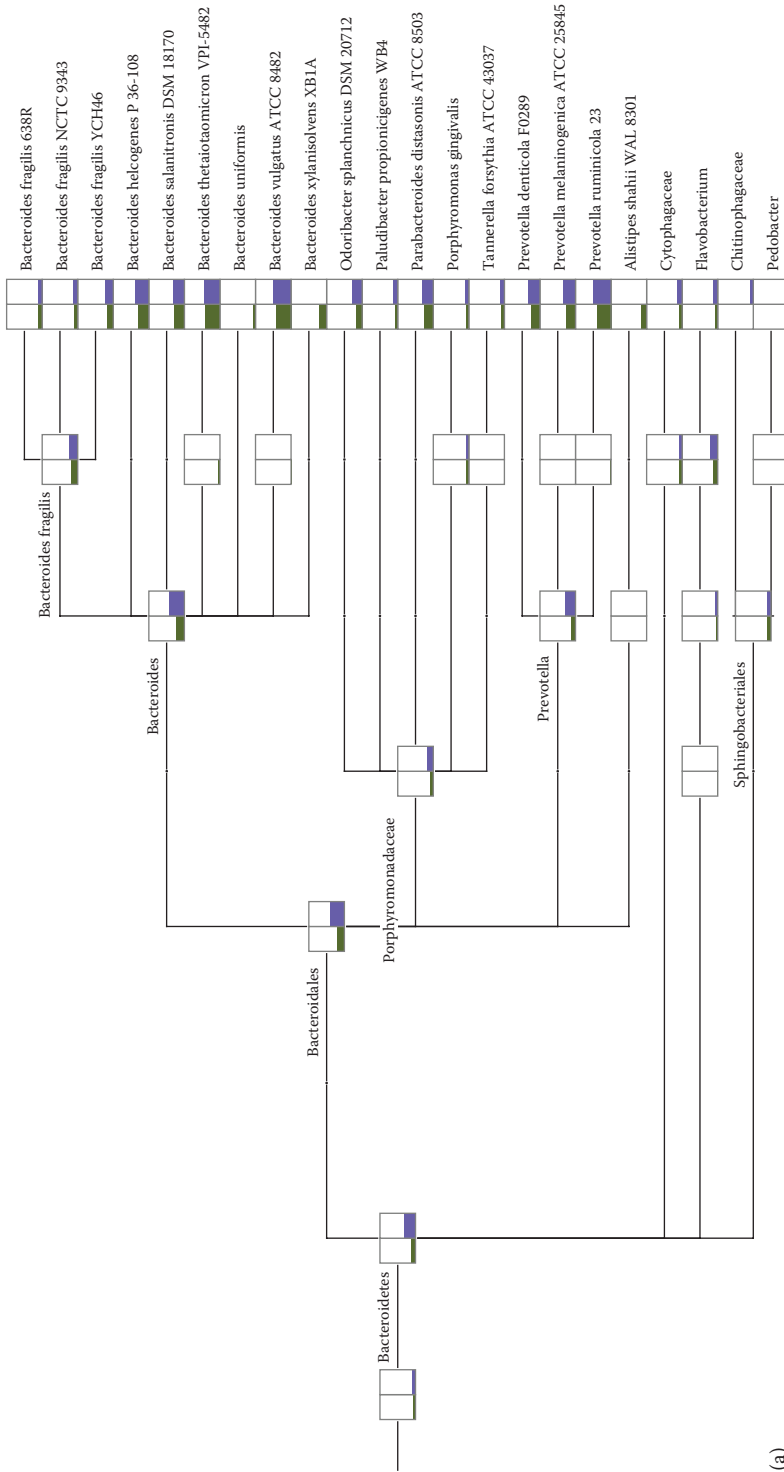 Bacteroides fragilis 638R
Bacteroides fragilis NCTC 9343
Bacteroides fragilis YCH46
Bacteroides helcogenes P 36-108
Bacteroides salanitronis DSM 18170
Bacteroides thetaiotaomicron VPI-5482
Bacteroides uniformis
Bacteroides vulgatus ATCC 8482
Bacteroides xylanisolvens XB1A
Odoribacter splanchnicus DSM 20712
Paludibacter propionicigenes WB4
Parabacteroides distasonis ATCC 8503
Porphyromonas gingivalis
Tannerella forsythia ATCC 43037
Prevotella denticola F0289
Prevotella melaninogenica ATCC 25845
Prevotella ruminicola 23
Alistipes shahii WAL 8301
Cytophagaceae
Flavobacterium
Chitinophagaceae
Pedobacter
Bacteroides fragilis
Bacteroides
Prevotella
Sphingobacteriales
Porphyromonadaceae
Bacteroidales
Bacteroidetes
(a)